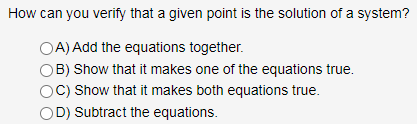 How can you verify that a given point is the solution of a system?
A) Add the equations together.
B) Show that it makes one of the equations true.
C) Show that it makes both equations true.
D) Subtract the equations.